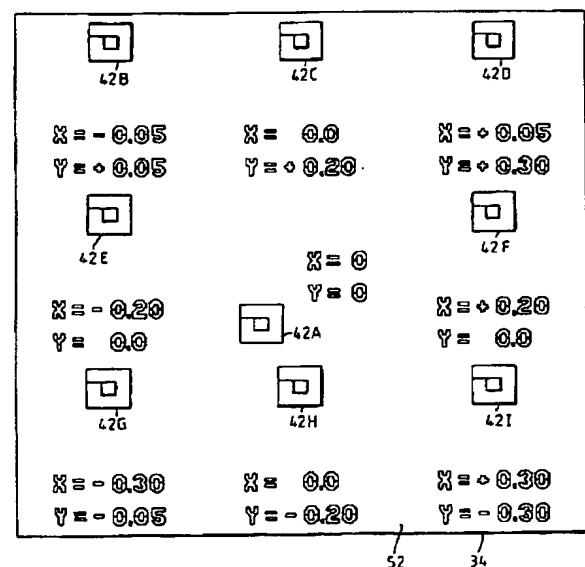 42B 42C 42D
X = - 0.05 X = 0.0 X = + 0.05
Y = + 0.05 Y = + 0.20 Y = + 0.30
42E 42F
X = 0
Y = 0
X = - 0.20 42A X = + 0.20
Y = 0.0 Y = 0.0
42G 42H 42I
X = - 0.30 X = 0.0 X = + 0.30
Y = - 0.05 Y = - 0.20 Y = - 0.30
52 34